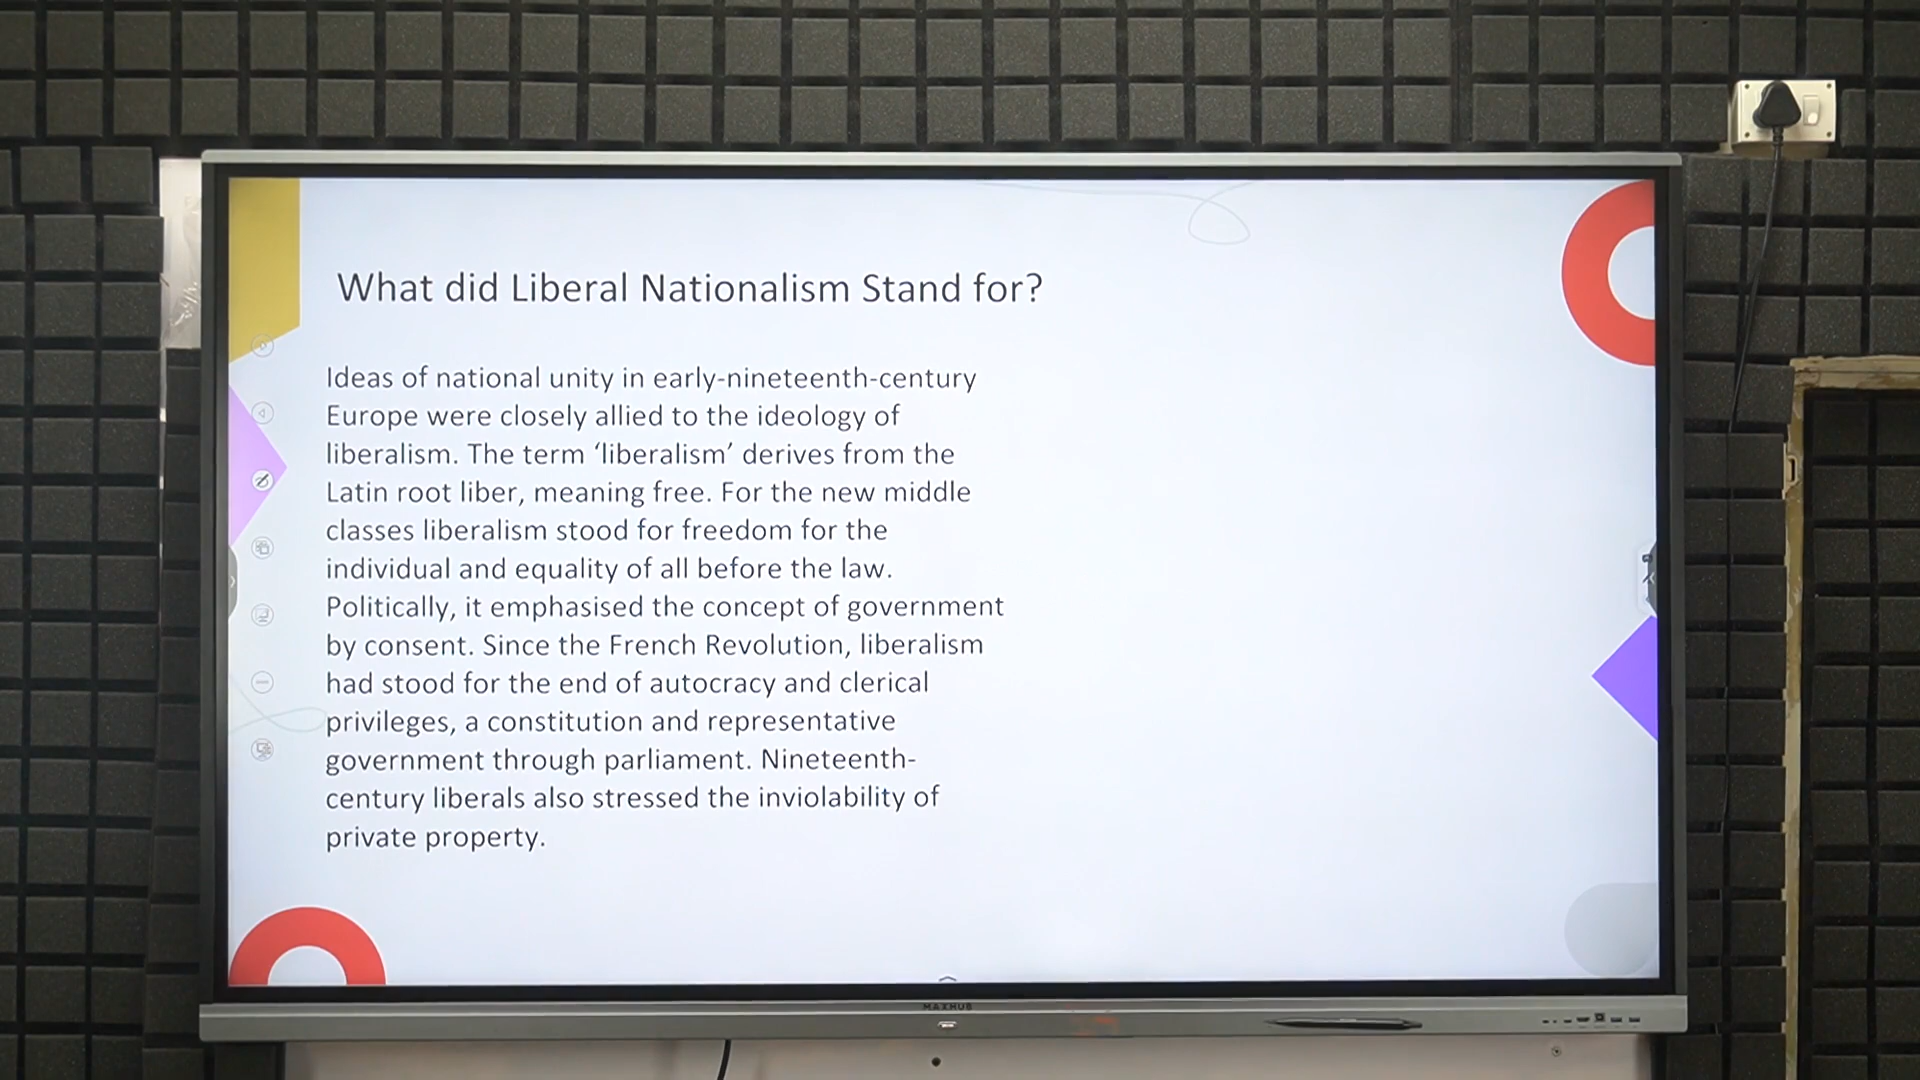 What did Liberal Nationalism Stand for?
Ideas of national unity in early-nineteenth-century
Europe were closely allied to the ideology of
liberalism. The term ‘liberalism’ derives from the
Latin root liber, meaning free. For the new middle
classes liberalism stood for freedom for the
individual and equality of all before the law.
Politically, it emphasised the concept of government
by consent. Since the French Revolution, liberalism
had stood for the end of autocracy and clerical
privileges, a constitution and representative
government through parliament. Nineteenth-
century liberals also stressed the inviolability of
private property.
MAXHUB